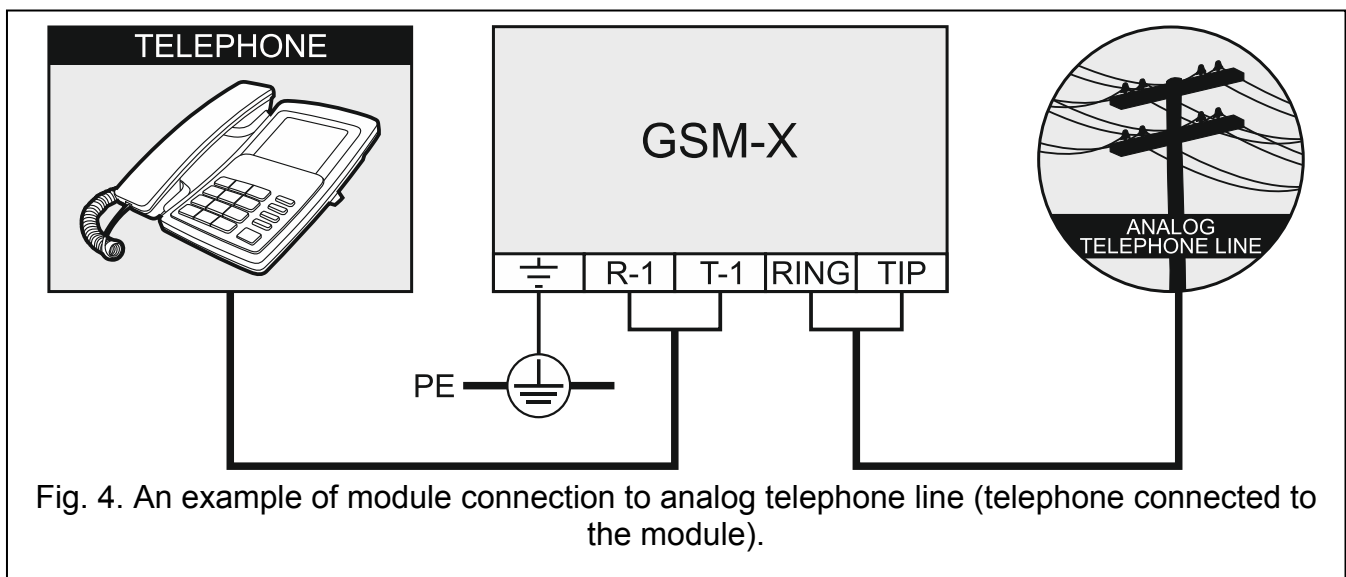 TELEPHONE
GSM-X
R-1 T-1 RING TIP
ANALOG
TELEPHONE LINE
PE
Fig. 4. An example of module connection to analog telephone line (telephone connected to
the module).